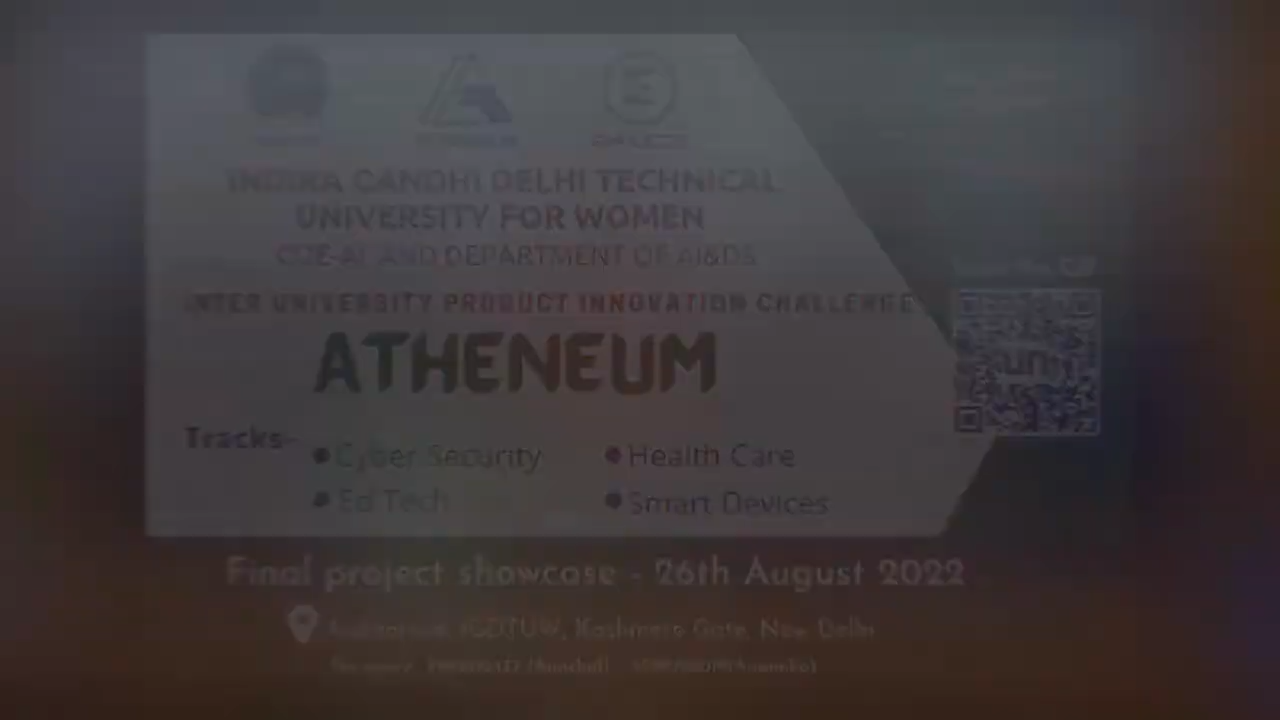 INDIRA GANDHI DELHI TECHNICAL
UNIVERSITY FOR WOMEN
COE-AI AND DEPARTMENT OF AI&DS
INTER UNIVERSITY PRODUCT INNOVATION CHALLENGE
ATHENEUM
Tracks-
• Cyber Security
• Health Care
• Ed Tech
• Smart Devices
Final project showcase - 26th August 2022
IGDTUW, Kashmere Gate, New Delhi